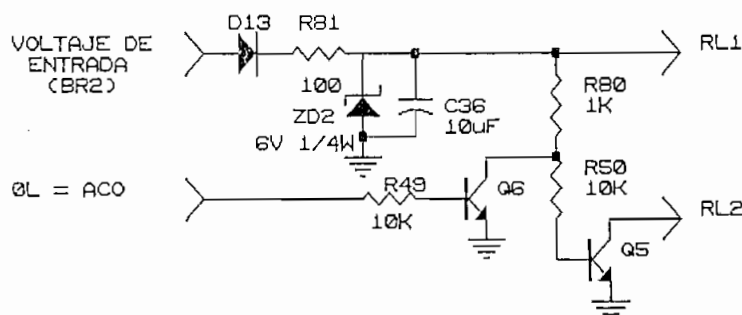 D13
R81
VOLTAJE DE
ENTRADA
(BR2)
RL1
100
ZD2
6V 1/4W
C36
10uF
R80
1K
0L = ACO
R49
10K
Q6
R50
10K
RL2
Q5